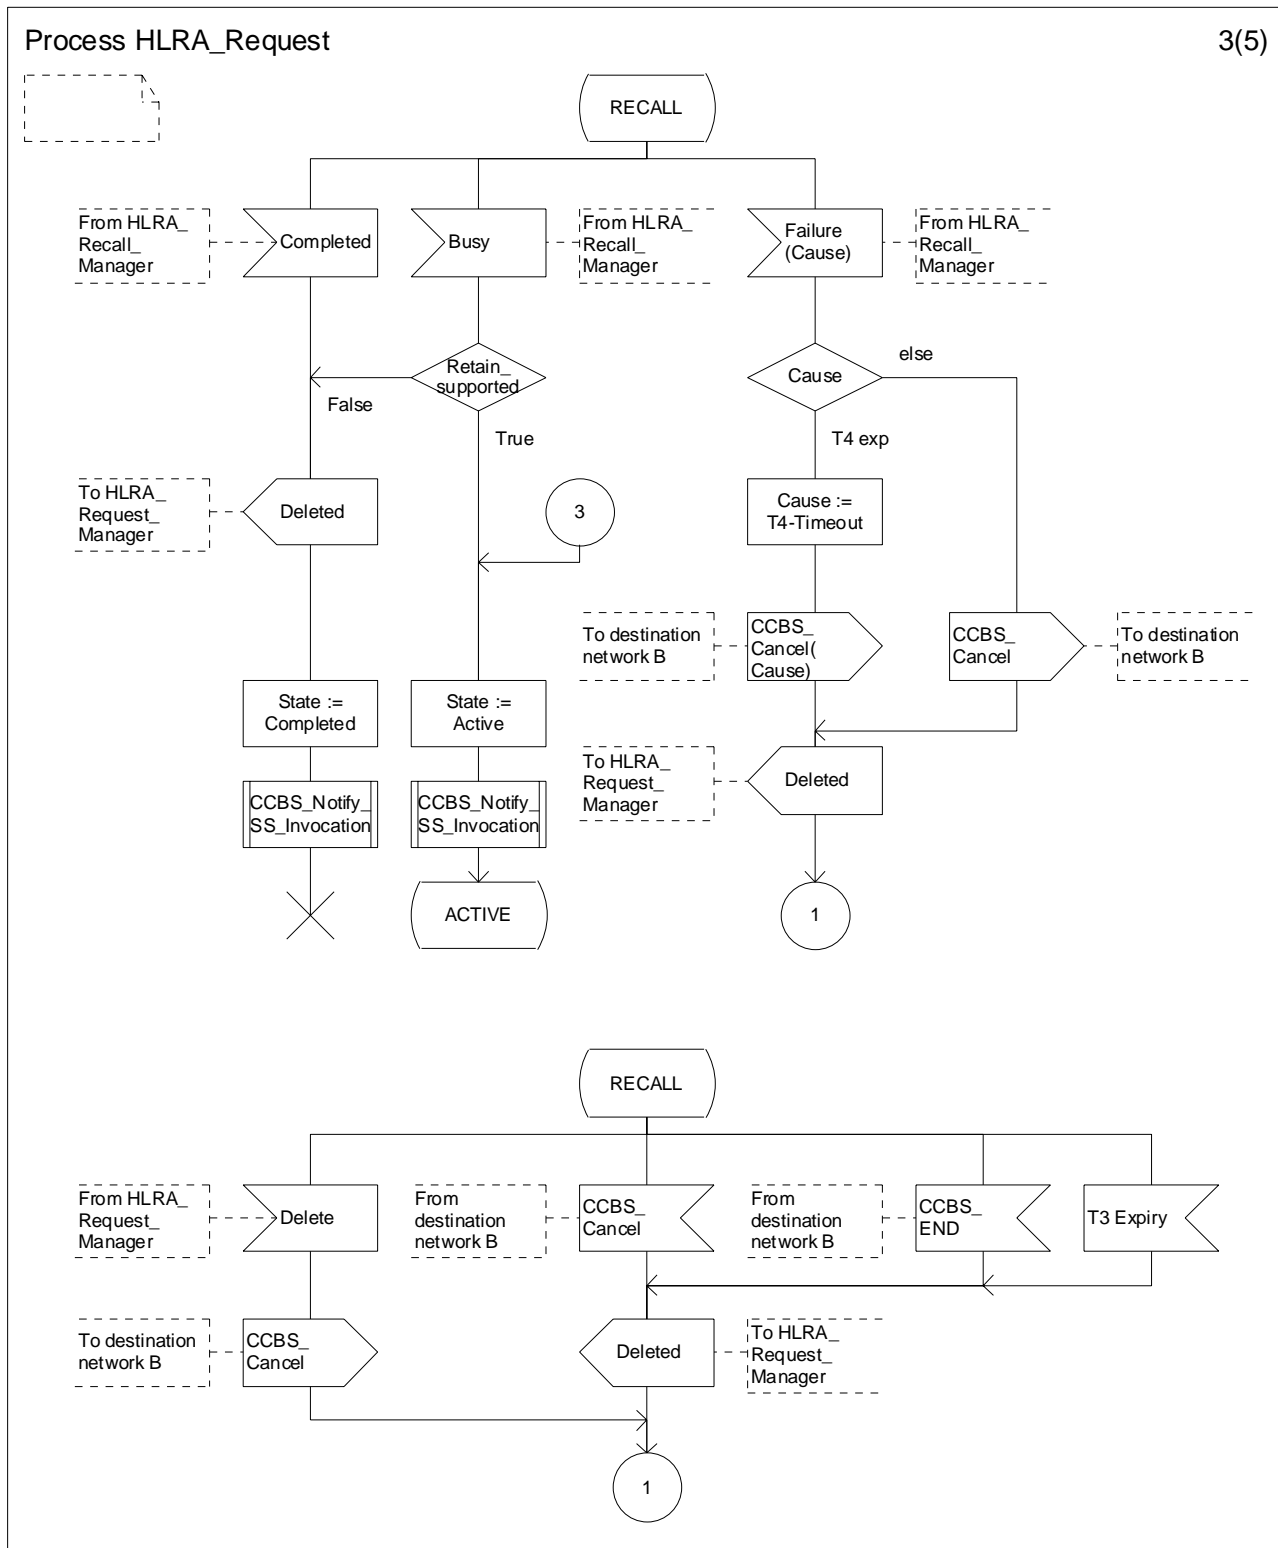 Process HLRA_Request
3(5)
RECALL
From HLRA_
Recall_
Manager
Completed
Busy
From HLRA_
Recall_
Manager
Failure
(Cause)
From HLRA_
Recall_
Manager
Retain_
supported
False
True
Cause
else
T4 exp
To HLRA_
Request_
Manager
Deleted
3
Cause :=
T4-Timeout
To destination
network B
CCBS_
Cancel(
Cause)
CCBS_
Cancel
To destination
network B
State :=
Completed
State :=
Active
To HLRA_
Request_
Manager
Deleted
CCBS_Notify_
SS_Invocation
CCBS_Notify_
SS_Invocation
ACTIVE
1
RECALL
From HLRA_
Request_
Manager
Delete
From
destination
network B
CCBS_
Cancel
From
destination
network B
CCBS_
END
T3 Expiry
To destination
network B
CCBS_
Cancel
Deleted
To HLRA_
Request_
Manager
1